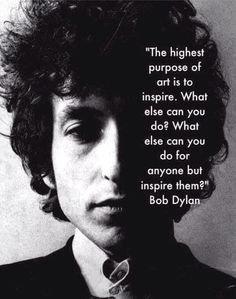 "The highest
purpose of
art is to
inspire. What
else can you
do? What
else can you
do for
anyone but
inspire them?"
Bob Dylan